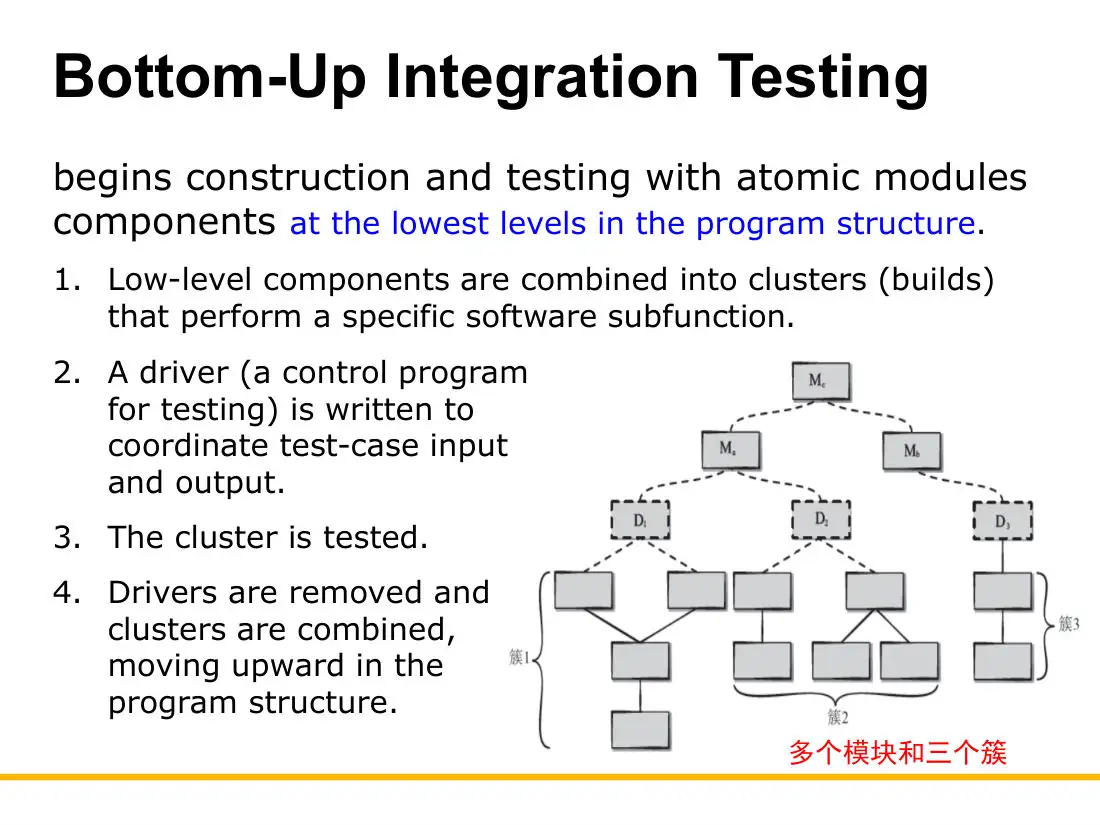 Bottom-Up Integration Testing
begins construction and testing with atomic modules
components at the lowest levels in the program structure.
1. Low-level components are combined into clusters (builds)
that perform a specific software subfunction.
2. A driver (a control program
for testing) is written to
coordinate test-case input
and output.
3. The cluster is tested.
4. Drivers are removed and
clusters are combined,
moving upward in the
program structure.
Mc
Ma
Mb
D1
D2
D3
簇1
簇2
簇3
多个模块和三个簇